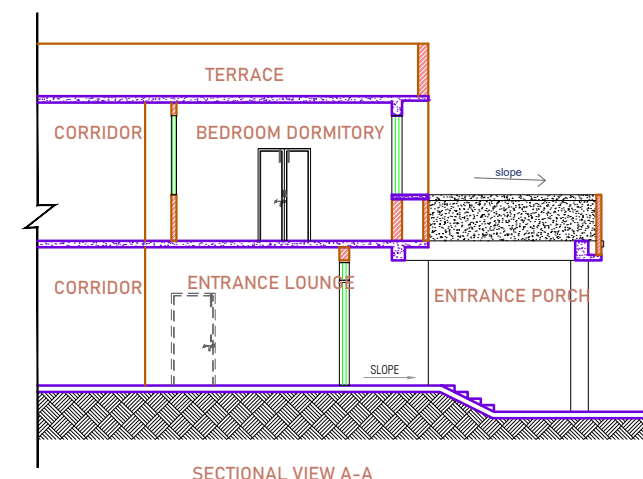 TERRACE
CORRIDOR
BEDROOM DORMITORY
slope
CORRIDOR
ENTRANCE LOUNGE
ENTRANCE PORCH
SLOPE
SECTIONAL VIEW A-A